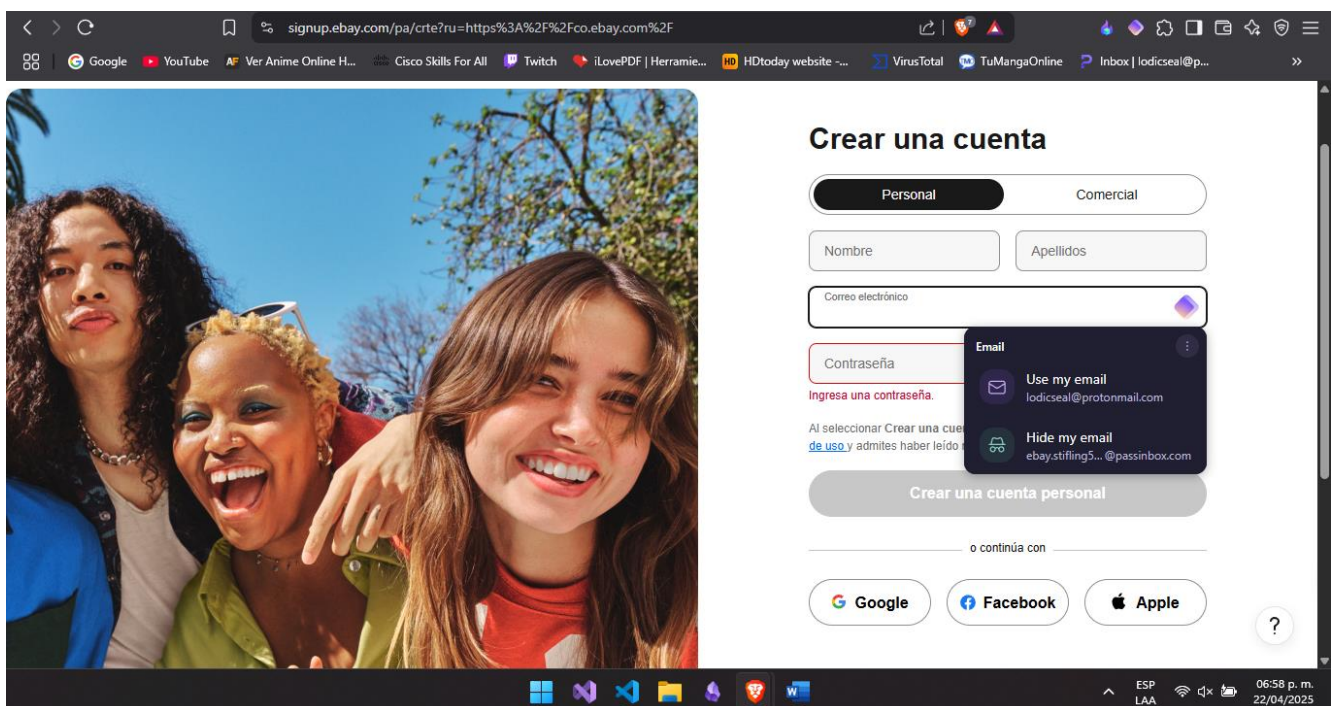 signup.ebay.com/pa/crte?ru=https%3A%2F%2Fco.ebay.com%2F
Google YouTube AF Ver Anime Online H... Cisco Skills For All Twitch iLovePDF | Herramie... HD HDtoday website -... VirusTotal TuMangaOnline Inbox | lodicseal@p... »
Crear una cuenta
Personal Comercial
Nombre Apellidos
Correo electrónico
Email
Contraseña
Use my email
lodicseal@protonmail.com
Ingresa una contraseña.
Al seleccionar Crear una cue
Hide my email
de uso y admites haber leído
ebay.stifling5... @passinbox.com
Crear una cuenta personal
o continúa con
Google Facebook Apple
?
ESP
LAA
06:58 p. m.
22/04/2025